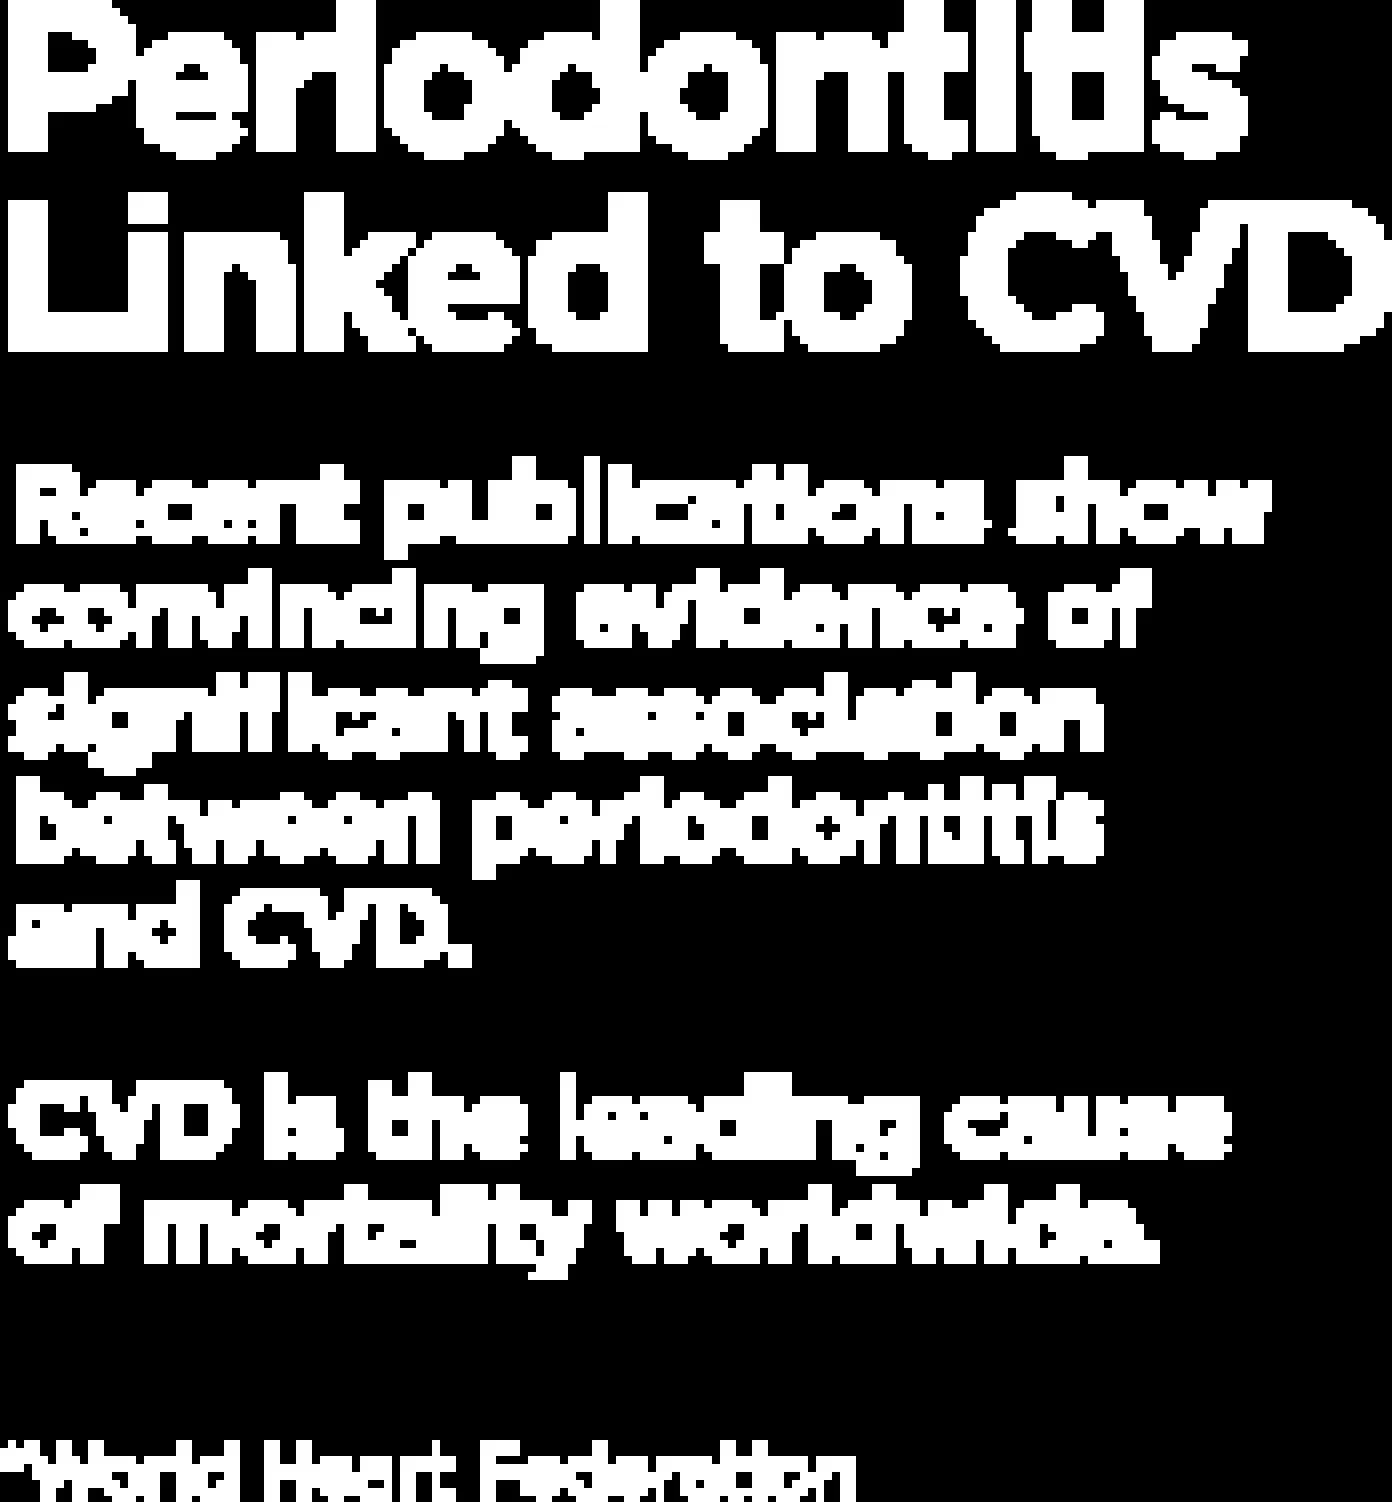 Periodontitis
Linked to CVD
Recent publications show
convincing evidence of
significant association
between periodontitis
and CVD.
CVD is the leading cause
of mortality worldwide.
*World Heart Federation